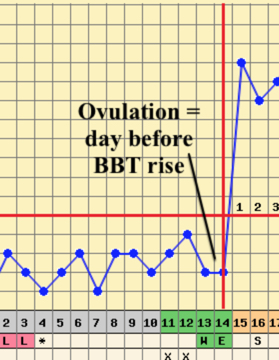 Ovulation =
day before
BBT rise
1 2 3
2 3 4 5 6 7 8 9 10 11 12 13 14 15 16 17
L L * W E S
X X